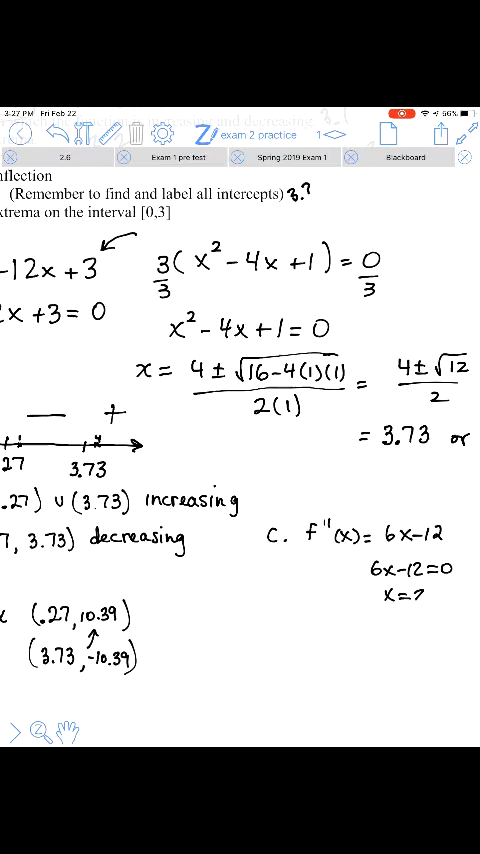 3:27 PM Fri Feb 22
56%
exam 2 practice
1
2.6
Exam 1 pre test
Spring 2019 Exam 1
Blackboard
nflection
(Remember to find and label all intercepts) 3.?
xtrema on the interval [0,3]
-12x + 3
3/3 (x² - 4x + 1) = 0/3
2x + 3 = 0
x² - 4x + 1 = 0
x = (4 ± √(16 - 4(1)(1))) / 2(1) = (4 ± √12) / 2
= 3.73 or
— +
27 3.73
.27) ∪ (3.73) increasing
7, 3.73) decreasing
C. f''(x) = 6x - 12
6x - 12 = 0
x = 2
x (.27, 10.39)
(3.73, -10.39)